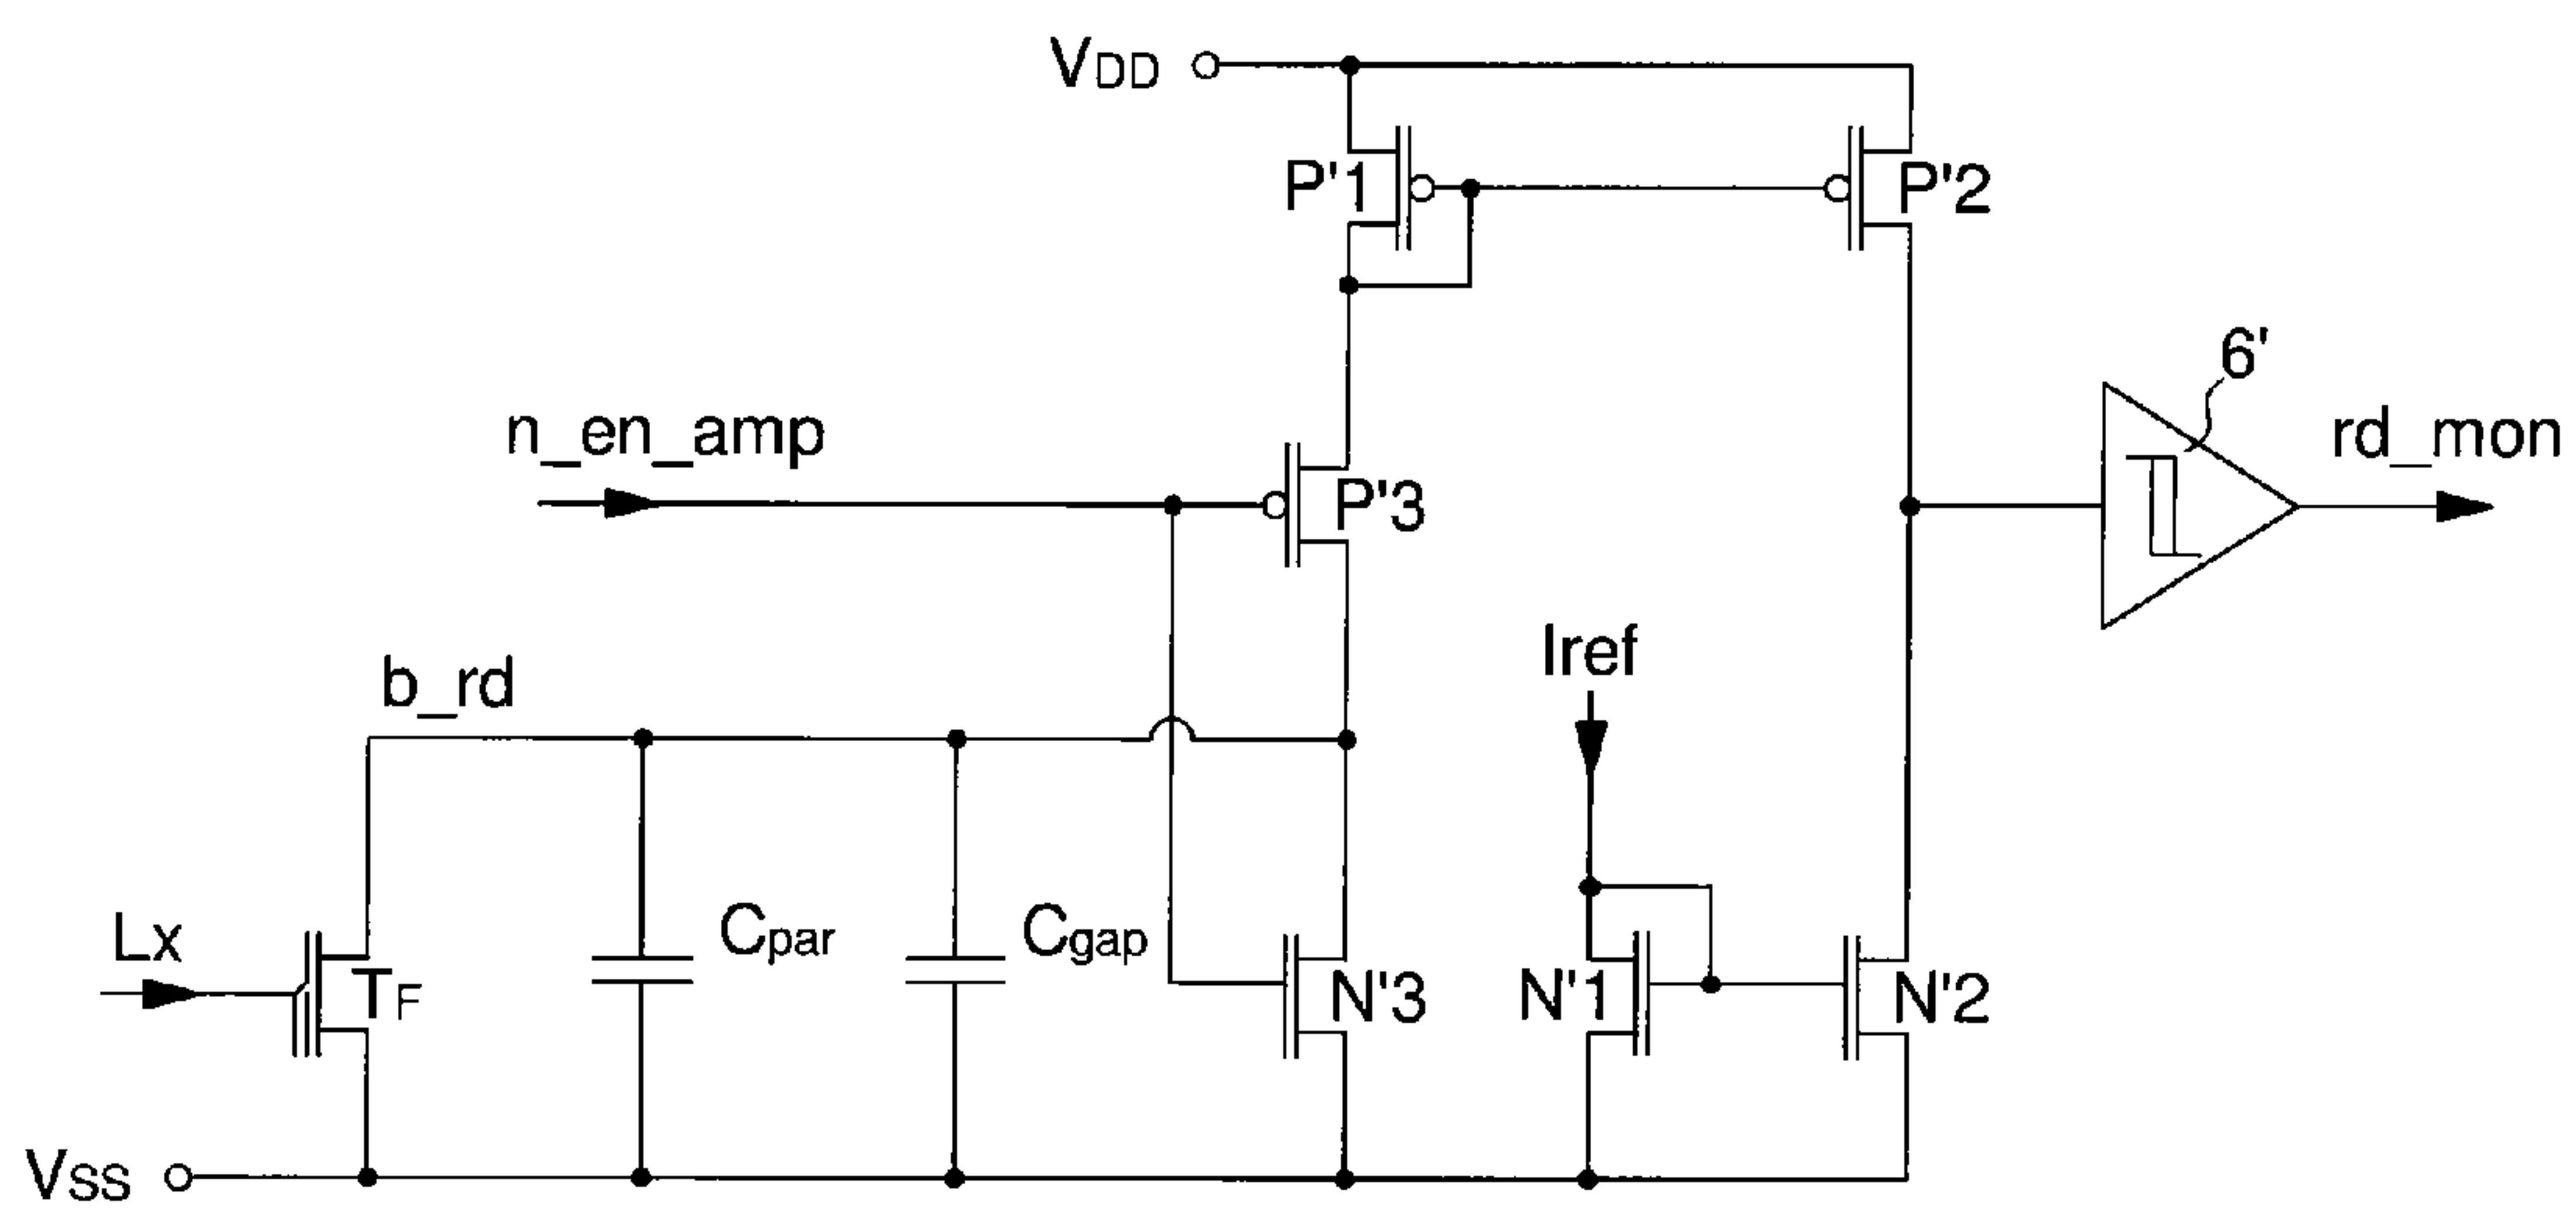 VDD
P'1
P'2
6'
n_en_amp
rd_mon
P'3
Iref
b_rd
Lx
TF
Cpar
Cgap
N'3
N'1
N'2
VSS